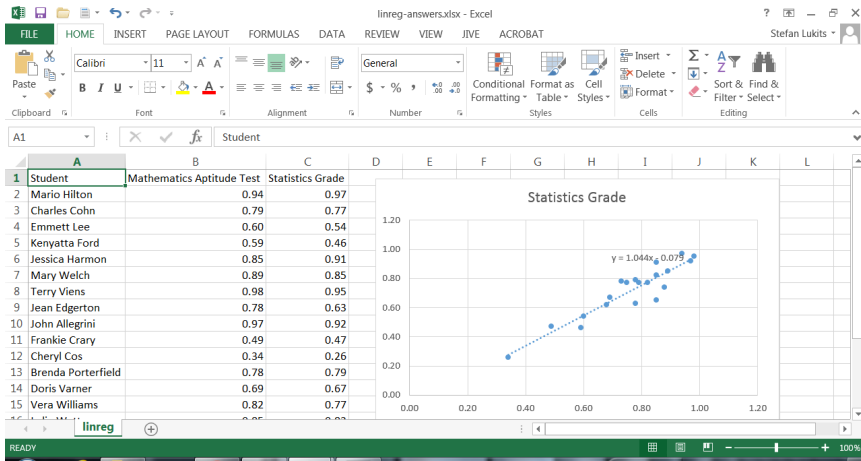 linreg-answers.xlsx - Excel
FILE HOME INSERT PAGE LAYOUT FORMULAS DATA REVIEW VIEW JIVE ACROBAT Stefan Lukits
Paste
Calibri 11
B I U
General
$ % ,
Conditional Formatting
Format as Table
Cell Styles
Insert
Delete
Format
Sort & Filter
Find & Select
Clipboard Font Alignment Number Styles Cells Editing
A1 fx Student
A B C D E F G H I J K L
1 Student Mathematics Aptitude Test Statistics Grade
2 Mario Hilton 0.94 0.97
3 Charles Cohn 0.79 0.77
4 Emmett Lee 0.60 0.54
5 Kenyatta Ford 0.59 0.46
6 Jessica Harmon 0.85 0.91
7 Mary Welch 0.89 0.85
8 Terry Viens 0.98 0.95
9 Jean Edgerton 0.78 0.63
10 John Allegrini 0.97 0.92
11 Frankie Crary 0.49 0.47
12 Cheryl Cos 0.34 0.26
13 Brenda Porterfield 0.78 0.79
14 Doris Varner 0.69 0.67
15 Vera Williams 0.82 0.77
Statistics Grade
y = 1.044x - 0.079
1.20
1.00
0.80
0.60
0.40
0.20
0.00
0.00 0.20 0.40 0.60 0.80 1.00 1.20
linreg
READY 100%